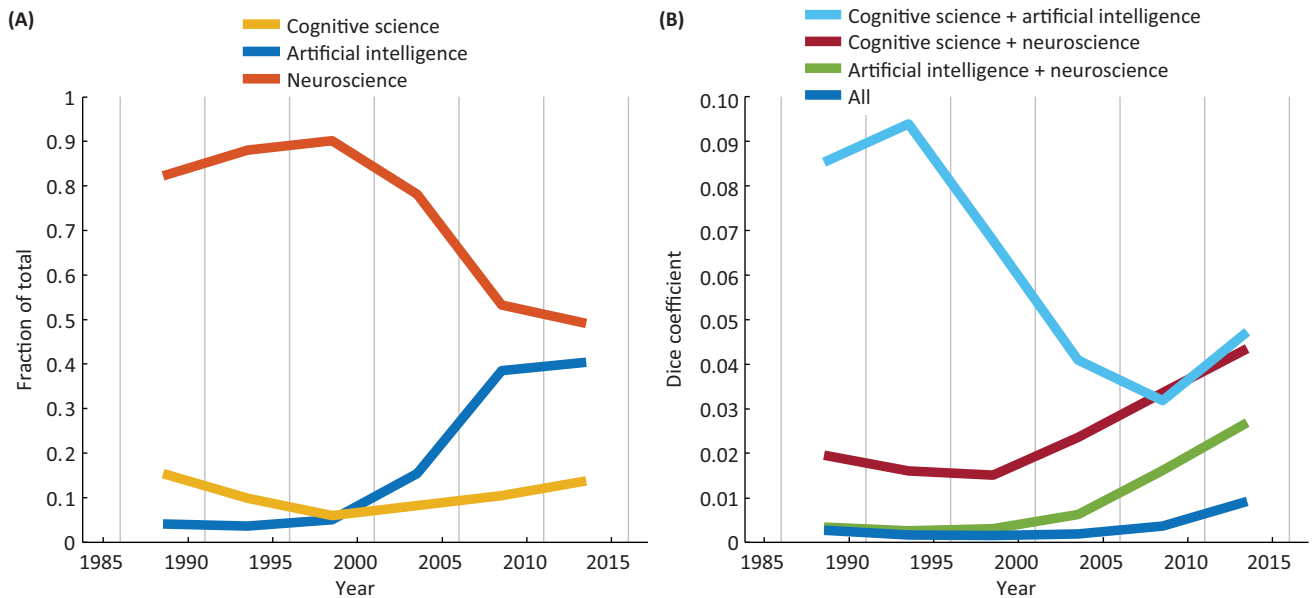 (A)
Cognitive science
Artificial intelligence
Neuroscience
1
0.9
0.8
0.7
0.6
0.5
0.4
0.3
0.2
0.1
0
Fraction of total
1985 1990 1995 2000 2005 2010 2015
Year
(B)
Cognitive science + artificial intelligence
Cognitive science + neuroscience
Artificial intelligence + neuroscience
All
0.10
0.09
0.08
0.07
0.06
0.05
0.04
0.03
0.02
0.01
0
Dice coefficient
1985 1990 1995 2000 2005 2010 2015
Year